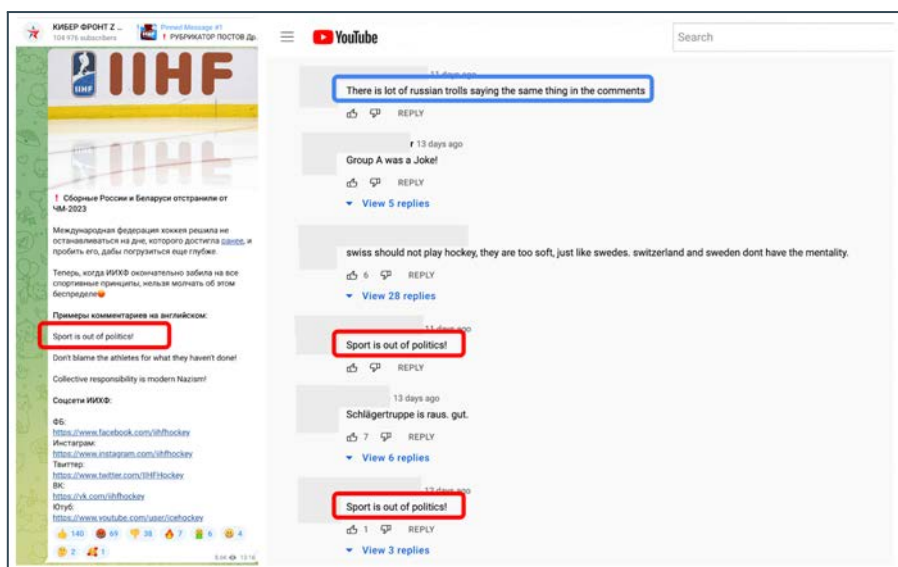 КИБЕР ФРОНТ Z ...
104 976 subscribers
Pinned Message #1
❗ РУБРИКАТОР ПОСТОВ Др.
IIHF
IIHF
❗ Сборные России и Беларуси отстранили от
ЧМ-2023
Международная федерация хоккея решила не
останавливаться на дне, которого достигла ранее, и
пробить его, дабы погрузиться еще глубже.
Теперь, когда ИИХФ окончательно забила на все
спортивные принципы, нельзя молчать об этом
беспределе😡
Примеры комментариев на английском:
Sport is out of politics!
Don't blame the athletes for what they haven't done!
Collective responsibility is modern Nazism!
Соцсети ИИХФ:
ФБ:
https://www.facebook.com/iihfhockey
Инстаграм:
https://www.instagram.com/iihfhockey
Твиттер:
https://www.twitter.com/IIHFHockey
ВК:
https://vk.com/iihfhockey
Ютуб:
https://www.youtube.com/user/icehockey
👍 140 😡 69 👎 38 🔥 7 6 4
2 🥰 1
13:16
YouTube
Search
11 days ago
There is lot of russian trolls saying the same thing in the comments
REPLY
r 13 days ago
Group A was a Joke!
REPLY
View 5 replies
swiss should not play hockey, they are too soft, just like swedes. switzerland and sweden dont have the mentality.
6 REPLY
View 28 replies
11 days ago
Sport is out of politics!
REPLY
13 days ago
Schlägertruppe is raus. gut.
7 REPLY
View 6 replies
13 days ago
Sport is out of politics!
1 REPLY
View 3 replies